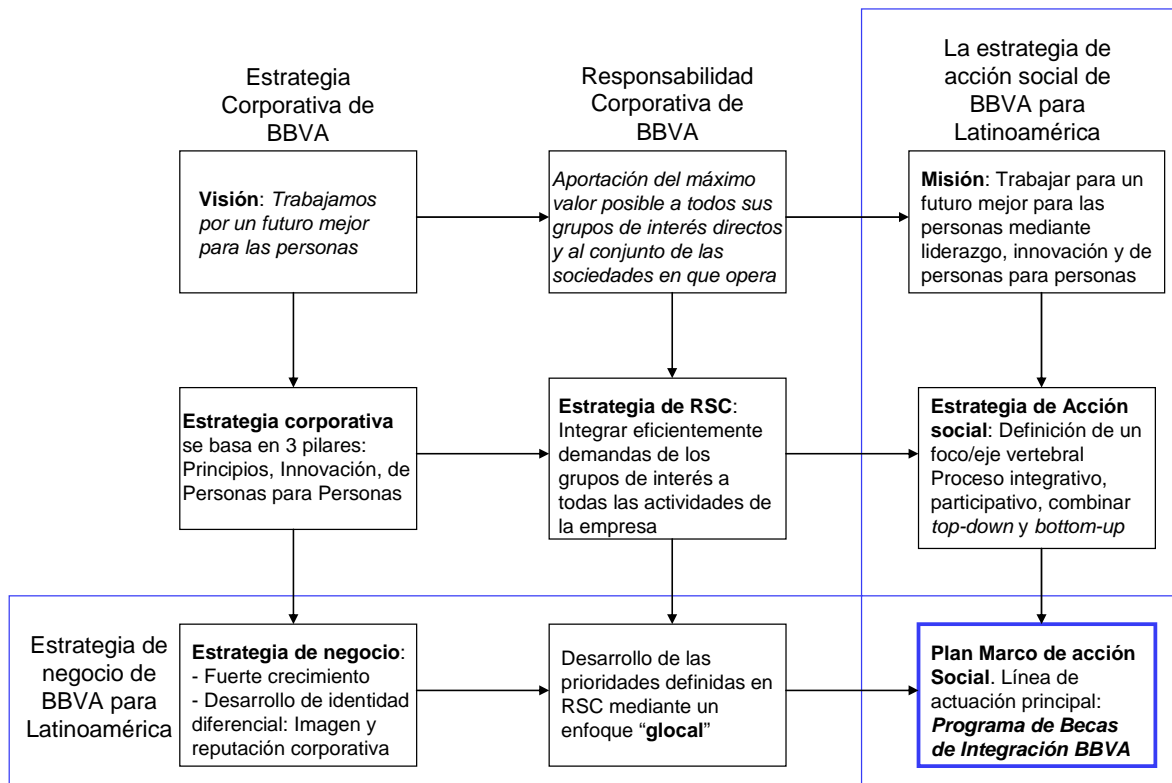 Estrategia
Corporativa de
BBVA
Responsabilidad
Corporativa de
BBVA
La estrategia de
acción social de
BBVA para
Latinoamérica
Visión: Trabajamos
por un futuro mejor
para las personas
Aportación del máximo
valor posible a todos sus
grupos de interés directos
y al conjunto de las
sociedades en que opera
Misión: Trabajar para un
futuro mejor para las
personas mediante
liderazgo, innovación y de
personas para personas
Estrategia corporativa
se basa en 3 pilares:
Principios, Innovación, de
Personas para Personas
Estrategia de RSC:
Integrar eficientemente
demandas de los
grupos de interés a
todas las actividades de
la empresa
Estrategia de Acción
social: Definición de un
foco/eje vertebral
Proceso integrativo,
participativo, combinar
top-down y bottom-up
Estrategia de
negocio de
BBVA para
Latinoamérica
Estrategia de negocio:
- Fuerte crecimiento
- Desarrollo de identidad
diferencial: Imagen y
reputación corporativa
Desarrollo de las
prioridades definidas en
RSC mediante un
enfoque “glocal”
Plan Marco de acción
Social. Línea de
actuación principal:
Programa de Becas
de Integración BBVA